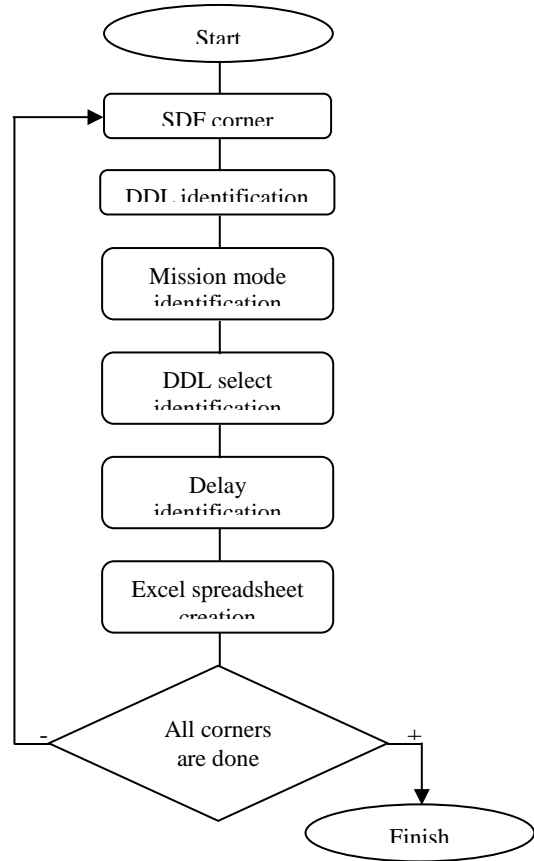 Start
SDF corner
DDL identification
Mission mode
identification
DDL select
identification
Delay
identification
Excel spreadsheet
creation
All corners
are done
-
+
Finish